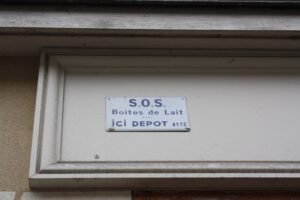 S.O.S.
Boites de Lait
iCi DEPOT